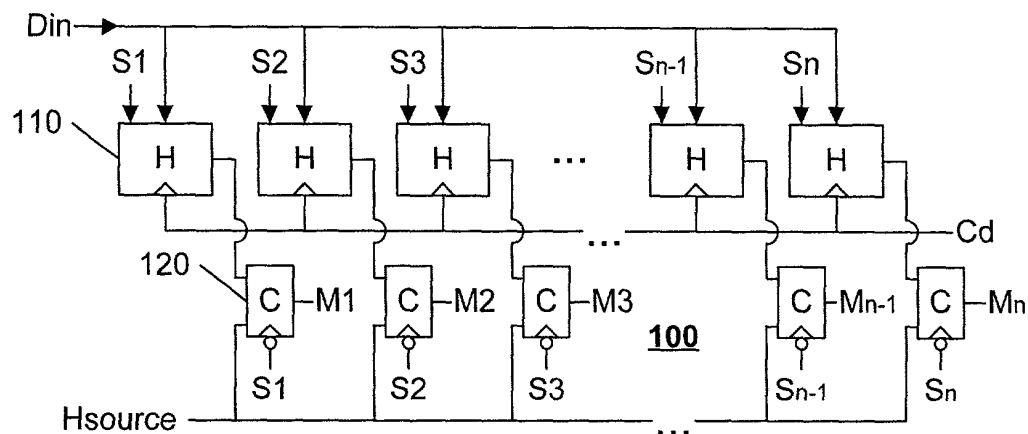 Din
S1 S2 S3 Sn-1 Sn
110
H H H ... H H
... Cd
120
C M1 C M2 C M3 C Mn-1 C Mn
100
S1 S2 S3 Sn-1 Sn
Hsource ...